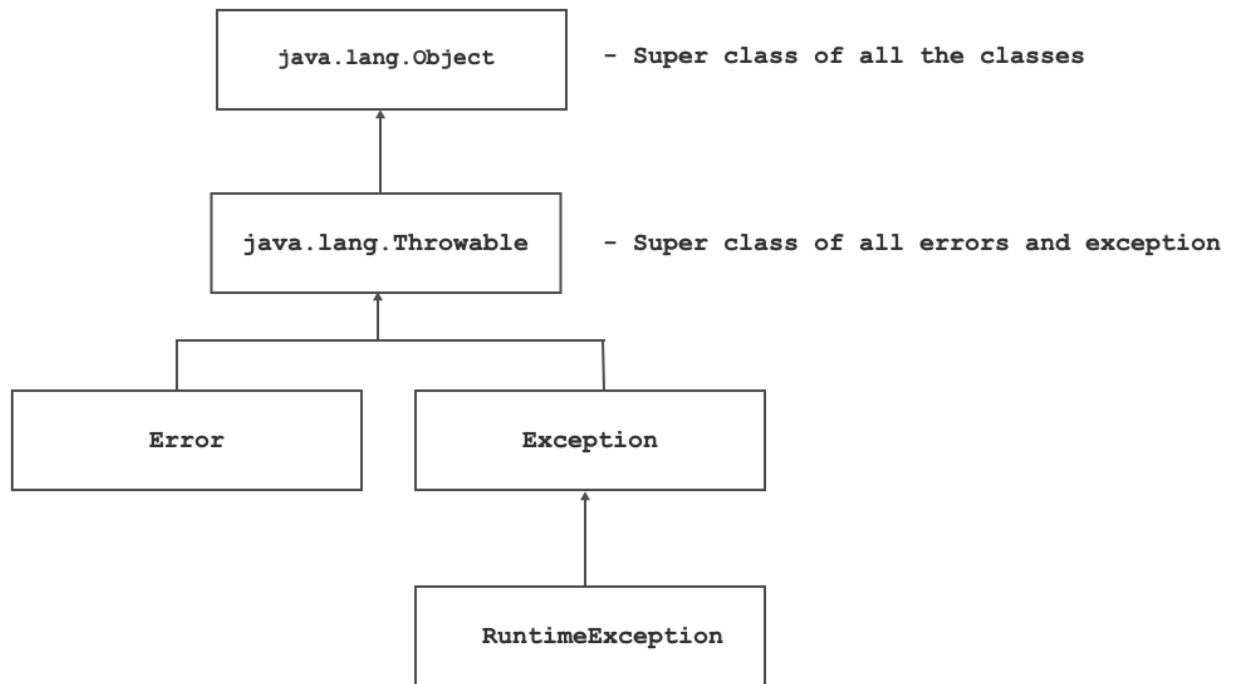 java.lang.Object - Super class of all the classes
java.lang.Throwable - Super class of all errors and exception
Error Exception
RuntimeException